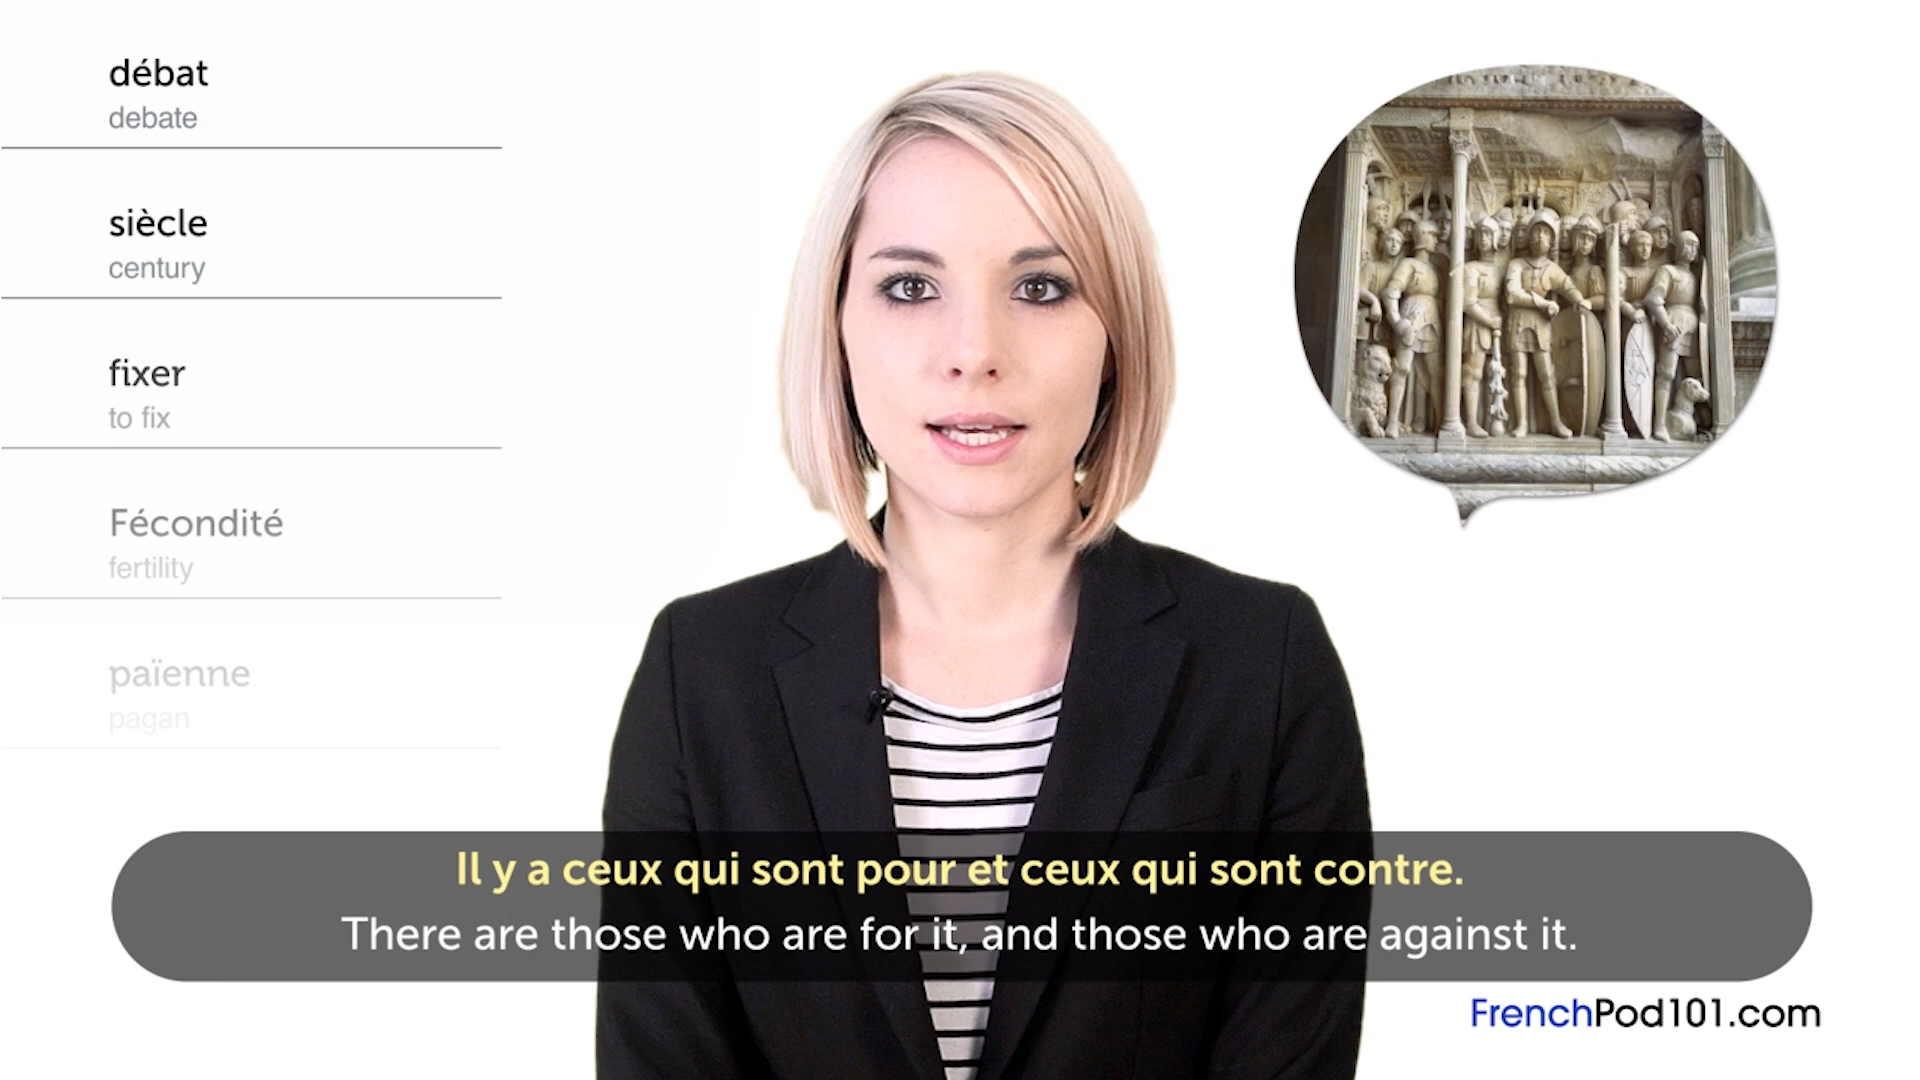 débat
debate
siècle
century
fixer
to fix
Fécondité
fertility
païenne
pagan
Il y a ceux qui sont pour et ceux qui sont contre.
There are those who are for it, and those who are against it.
FrenchPod101.com